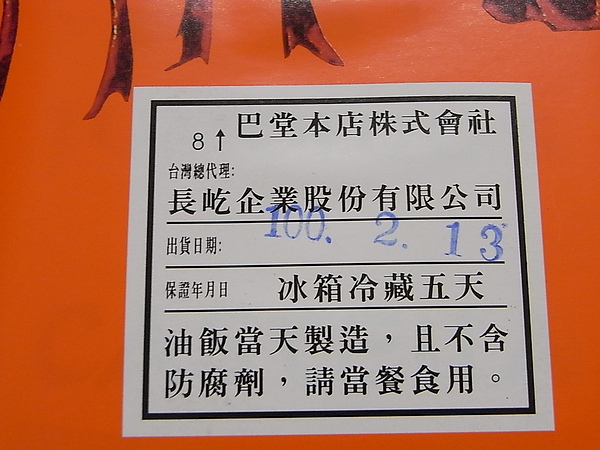 8↑ 巴堂本店株式會社
台灣總代理:
長屹企業股份有限公司
出貨日期: 100. 2. 13
保證年月日 冰箱冷藏五天
油飯當天製造，且不含
防腐劑，請當餐食用。